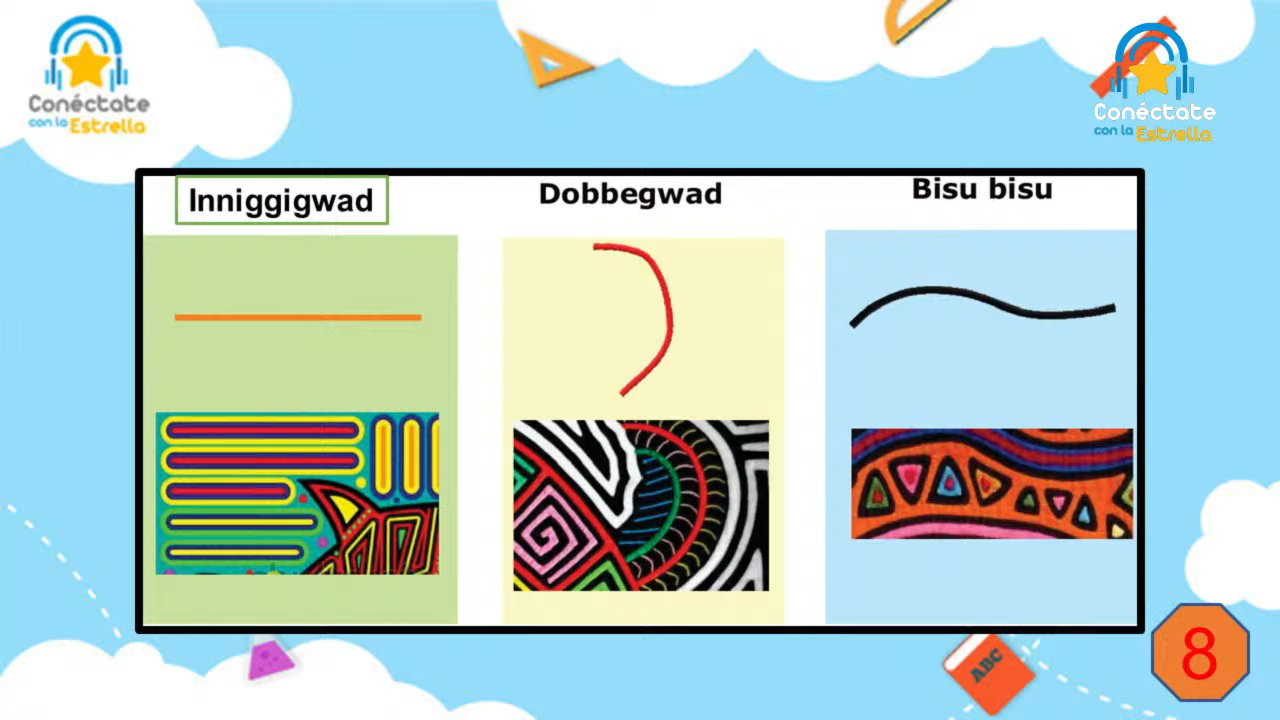 Conéctate
con la Estrella
Conéctate
con la Estrella
Inniggigwad
Dobbegwad
Bisu bisu
ABC
8